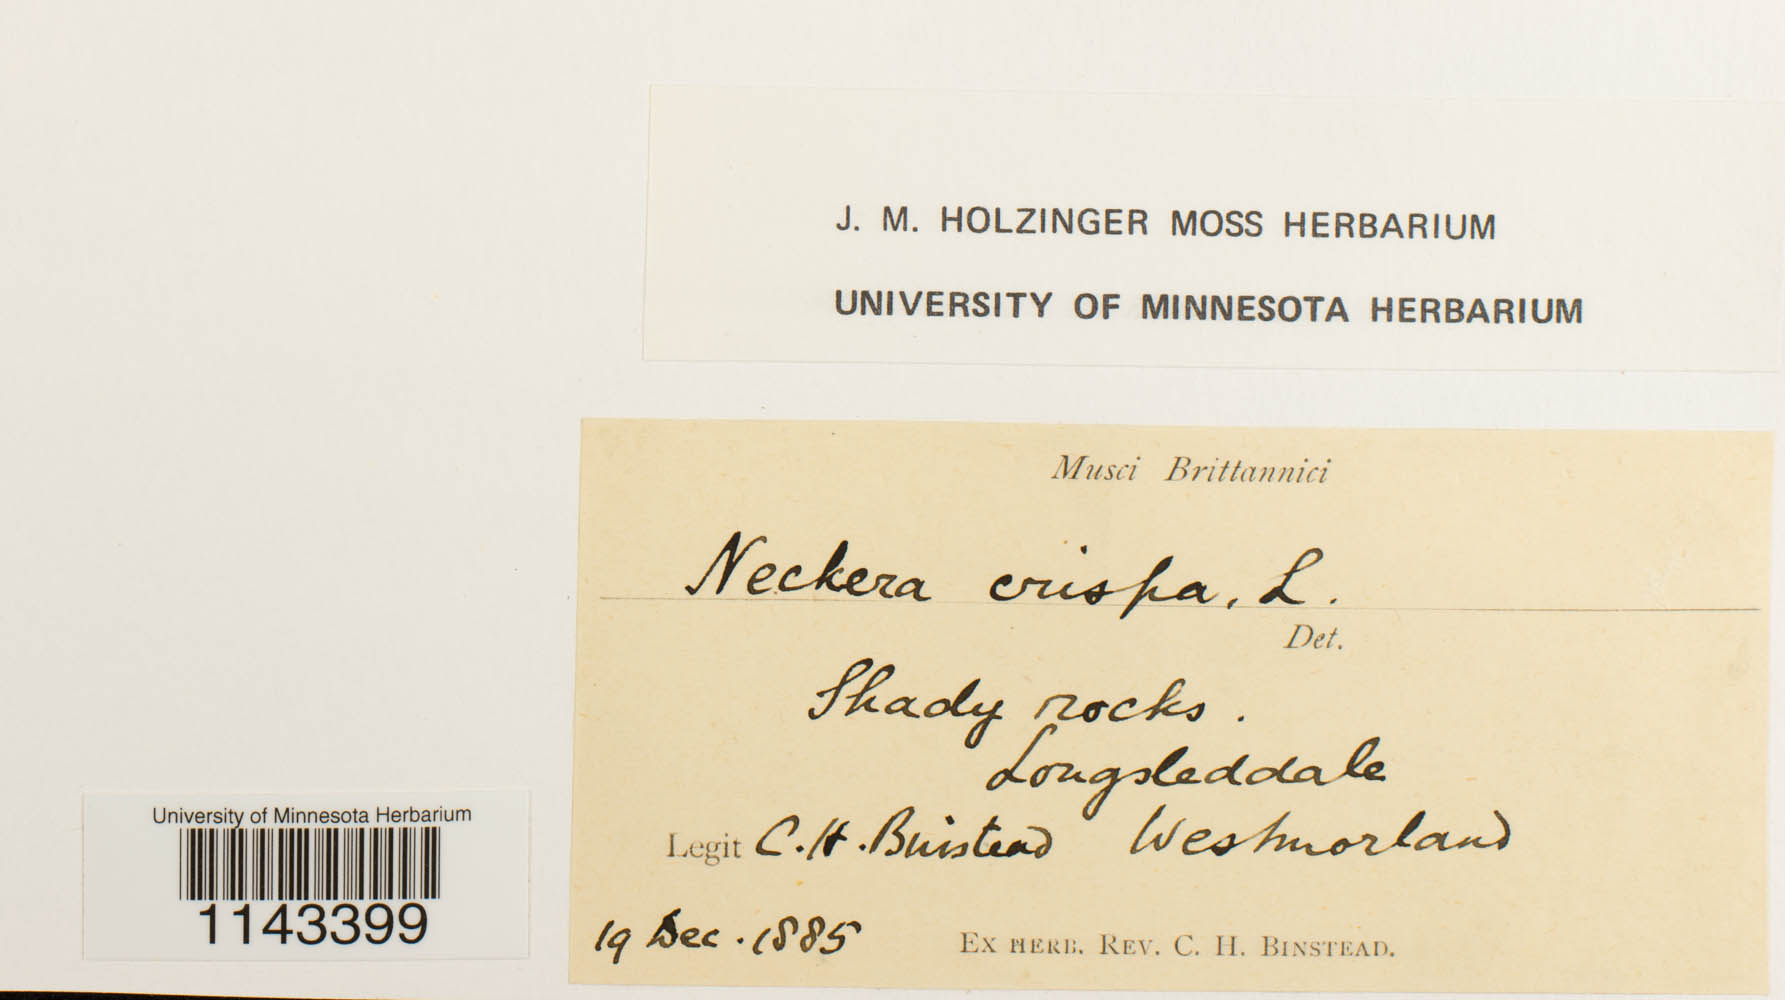 J. M. HOLZINGER MOSS HERBARIUM
UNIVERSITY OF MINNESOTA HERBARIUM
Musci Brittannici
Neckera crispa, L.
Det.
Shady rocks.
Longsleddale
Legit C. H. Binstead Westmorland
19 Dec. 1885 EX HERB. REV. C. H. BINSTEAD.
University of Minnesota Herbarium
1143399